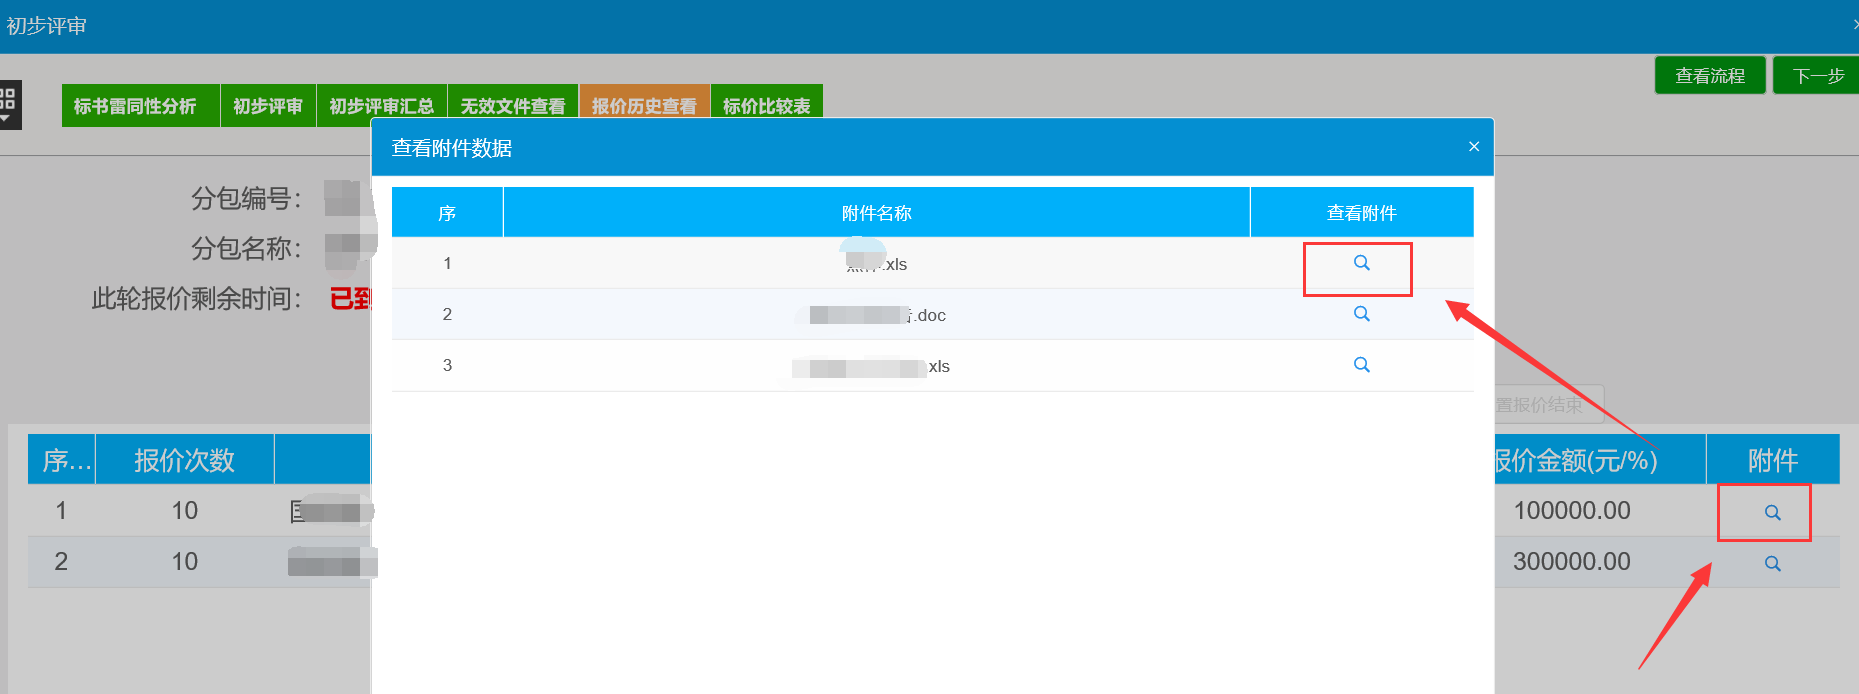 初步评审
×
查看流程
下一步
标书雷同性分析
初步评审
初步评审汇总
无效文件查看
报价历史查看
标价比较表
查看附件数据
×
分包编号：
分包名称：
此轮报价剩余时间：
已到
序
附件名称
查看附件
1
.xls
2
.doc
3
.xls
置报价结束
序...
报价次数
报价金额(元/%)
附件
1
10
100000.00
2
10
300000.00